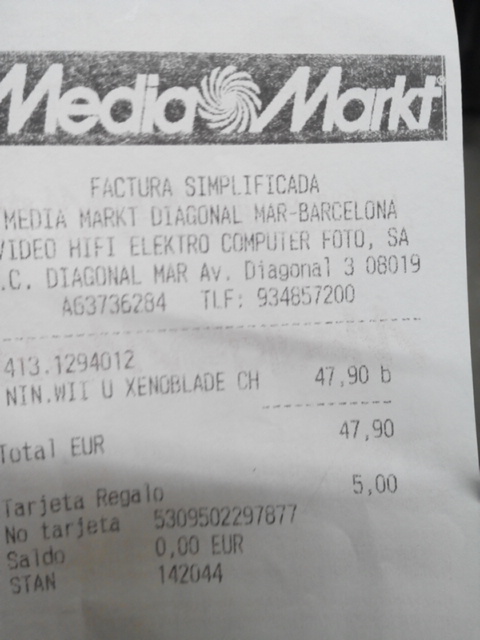 Media Markt
FACTURA SIMPLIFICADA
MEDIA MARKT DIAGONAL MAR-BARCELONA
VIDEO HIFI ELEKTRO COMPUTER FOTO, SA
.C. DIAGONAL MAR Av. Diagonal 3 08019
A63736284 TLF: 934857200
413.1294012
NIN.WII U XENOBLADE CH 47,90 b
Total EUR 47,90
Tarjeta Regalo 5,00
No tarjeta 5309502297877
Saldo 0,00 EUR
STAN 142044